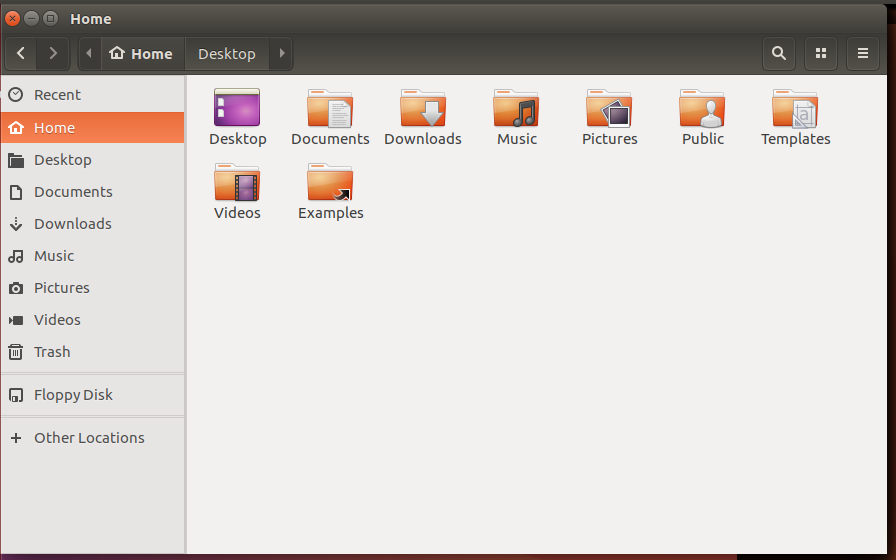 Home
Home Desktop
Recent
Home
Desktop
Documents
Downloads
Music
Pictures
Videos
Trash
Floppy Disk
Other Locations
Desktop Documents Downloads Music Pictures Public Templates
Videos Examples